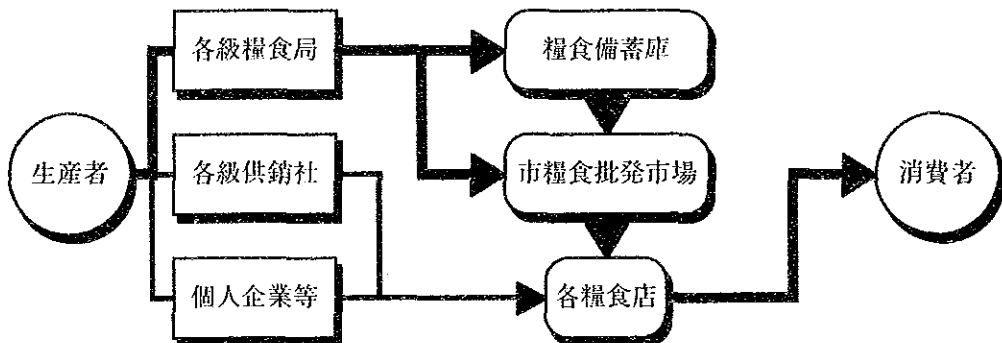 各級糧食局
糧食備蓄庫
生産者
各級供銷社
市糧食批発市場
消費者
個人企業等
各糧食店